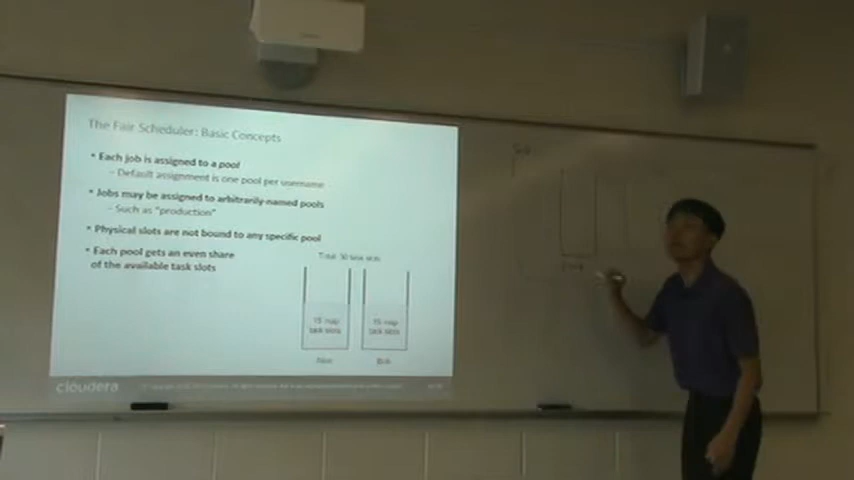 The Fair Scheduler: Basic Concepts
Each job is assigned to a pool
– Default assignment is one pool per username
Jobs may be assigned to arbitrarily-named pools
– Such as "production"
Physical slots are not bound to any specific pool
Each pool gets an even share
of the available task slots
Total: 30 task slots
15 map
task slots
15 map
task slots
Bob
cloudera